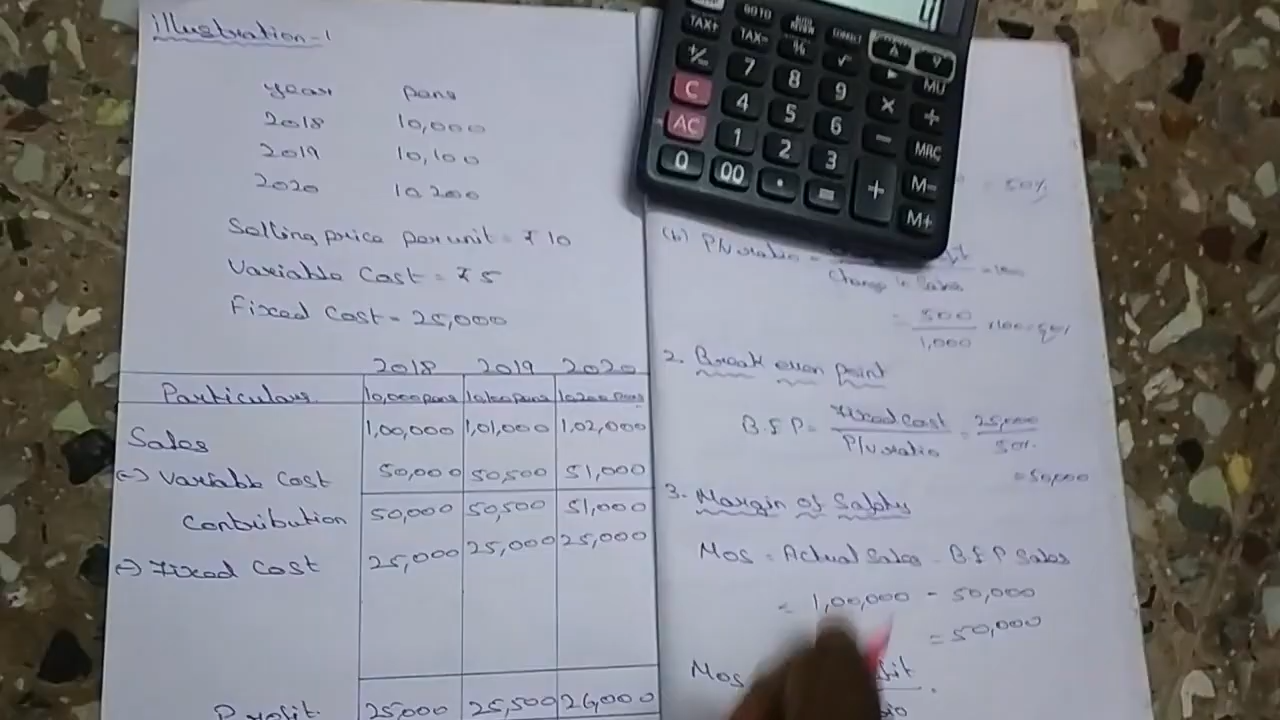 illustration-1
year pens
2018 10,000
2019 10,100
2020 10,200
Selling price per unit = ₹10
Variable Cost = ₹5
Fixed Cost = 25,000
2018 2019 2020
Particulars 10,000 pens 10,100 pens 10,200 pens
Sales 1,00,000 1,01,000 1,02,000
(-) Variable Cost 50,000 50,500 51,000
Contribution 50,000 50,500 51,000
(-) Fixed Cost 25,000 25,000 25,000
Profit 25,000 25,500 26,000
GO TO
TAX+ TAX= % √
7 8 9 × MU
C 4 5 6 - ÷
AC 1 2 3 + MRC
0 00 . = M-
M+
= 50%
(b) P/V ratio =
Change in Sales
= 500
1,000 × 100 = 50%
2. Break even point
B.E.P = Fixed Cost = 25,000
P/V ratio 50%
= 50,000
3. Margin of Safety
MOS = Actual Sales - B.E.P Sales
= 1,00,000 - 50,000
= 50,000
MOS